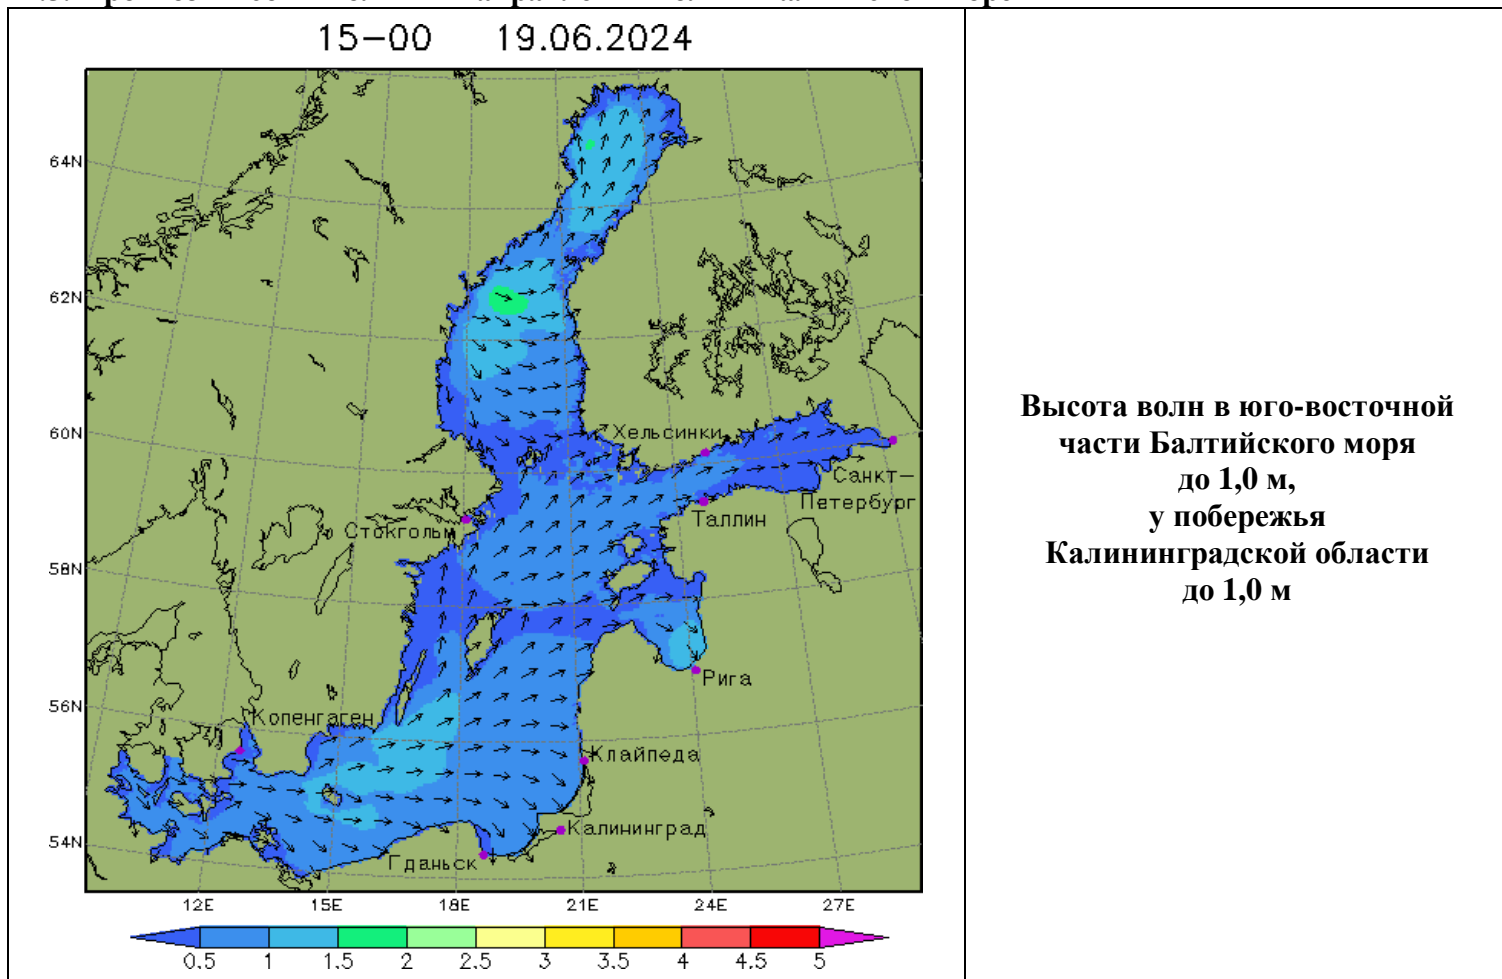 15-00 19.06.2024
64N
62N
60N
58N
56N
54N
Хельсинки
Санкт-
Петербург
Таллин
Стокгольм
Рига
Копенгаген
Клайпеда
Калининград
Гданьск
12E 15E 18E 21E 24E 27E
0.5 1 1.5 2 2.5 3 3.5 4 4.5 5
Высота волн в юго-восточной
части Балтийского моря
до 1,0 м,
у побережья
Калининградской области
до 1,0 м